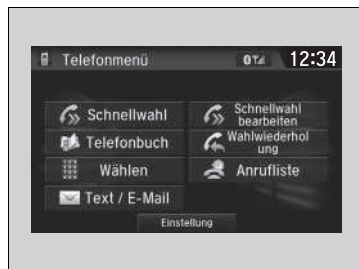 Telefonmenü
12:34
Schnellwahl
Schnellwahl
bearbeiten
Telefonbuch
Wahlwiederhol
ung
Wählen
Anrufliste
Text / E-Mail
Einstellung